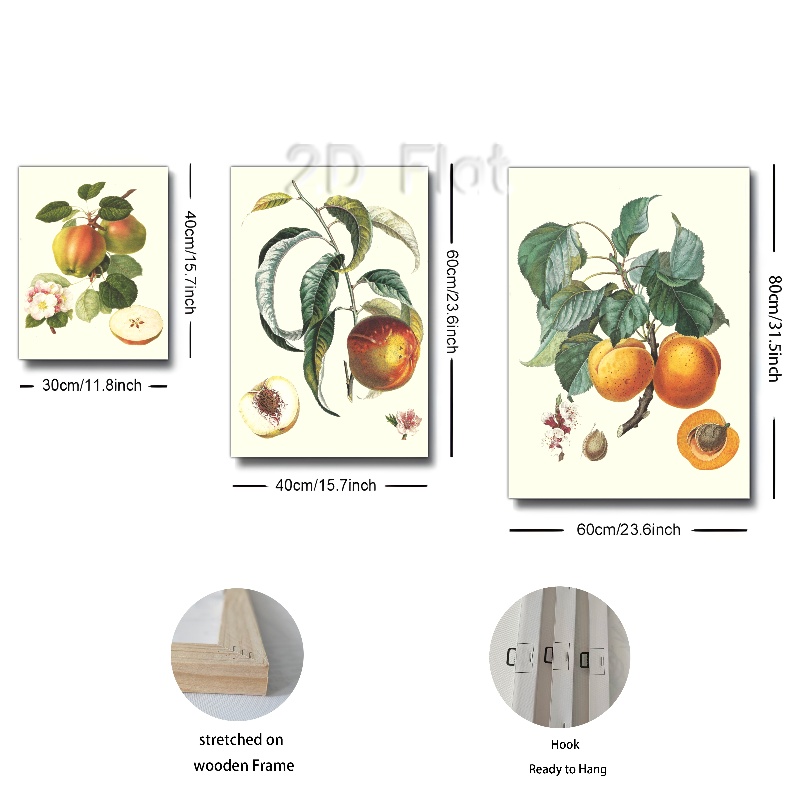 2D Flat
40cm/15.7inch
30cm/11.8inch
60cm/23.6inch
40cm/15.7inch
80cm/31.5inch
60cm/23.6inch
stretched on
wooden Frame
Hook
Ready to Hang